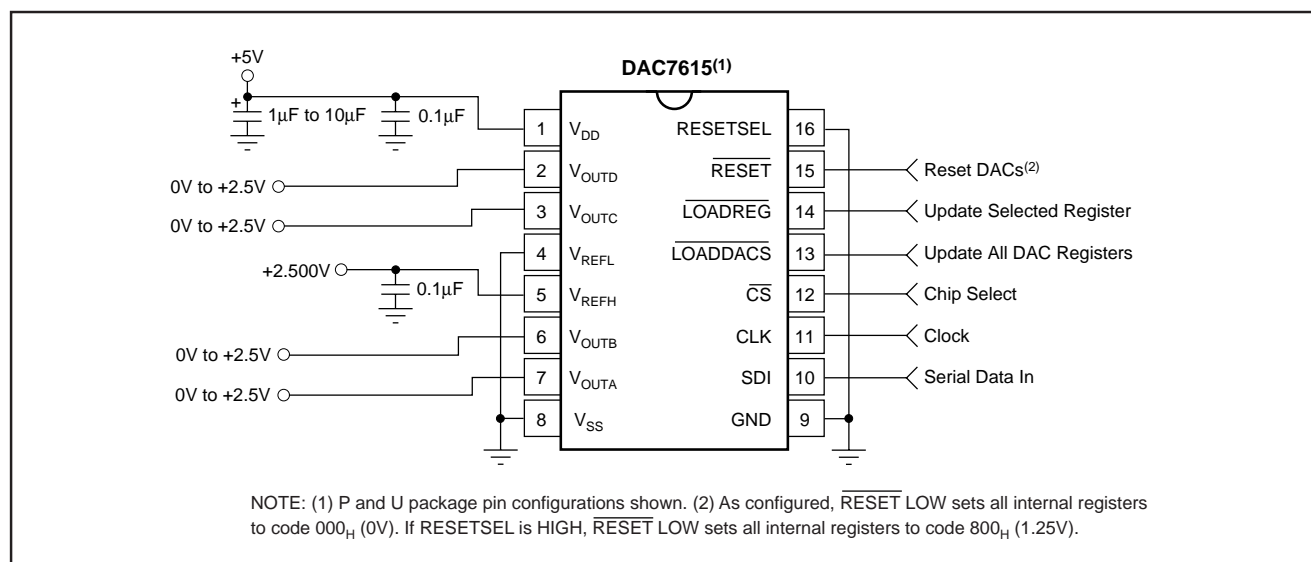 +5V
DAC7615(1)
+
1µF to 10µF
0.1µF
0V to +2.5V
0V to +2.5V
+2.500V
0.1µF
0V to +2.5V
0V to +2.5V
1 VDD RESETSEL 16
2 VOUTD RESET 15 Reset DACs(2)
3 VOUTC LOADREG 14 Update Selected Register
4 VREFL LOADDACS 13 Update All DAC Registers
5 VREFH CS 12 Chip Select
6 VOUTB CLK 11 Clock
7 VOUTA SDI 10 Serial Data In
8 VSS GND 9
NOTE: (1) P and U package pin configurations shown. (2) As configured, RESET LOW sets all internal registers
to code 000H (0V). If RESETSEL is HIGH, RESET LOW sets all internal registers to code 800H (1.25V).